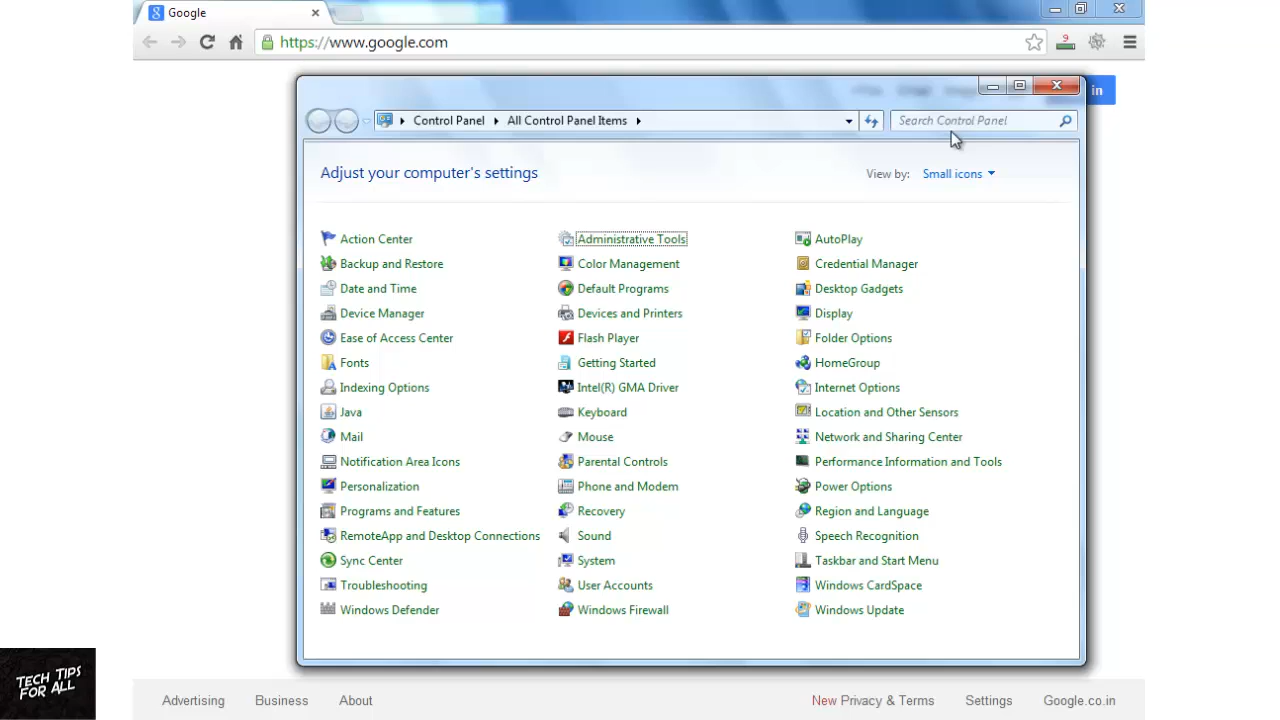 Google
https://www.google.com
9
in
Control Panel
All Control Panel Items
Search Control Panel
Adjust your computer's settings
View by:
Small icons
Action Center
Administrative Tools
AutoPlay
Backup and Restore
Color Management
Credential Manager
Date and Time
Default Programs
Desktop Gadgets
Device Manager
Devices and Printers
Display
Ease of Access Center
Flash Player
Folder Options
Fonts
Getting Started
HomeGroup
Indexing Options
Intel(R) GMA Driver
Internet Options
Java
Keyboard
Location and Other Sensors
Mail
Mouse
Network and Sharing Center
Notification Area Icons
Parental Controls
Performance Information and Tools
Personalization
Phone and Modem
Power Options
Programs and Features
Recovery
Region and Language
RemoteApp and Desktop Connections
Sound
Speech Recognition
Sync Center
System
Taskbar and Start Menu
Troubleshooting
User Accounts
Windows CardSpace
Windows Defender
Windows Firewall
Windows Update
TECH TIPS
FOR ALL
Advertising
Business
About
New Privacy & Terms
Settings
Google.co.in